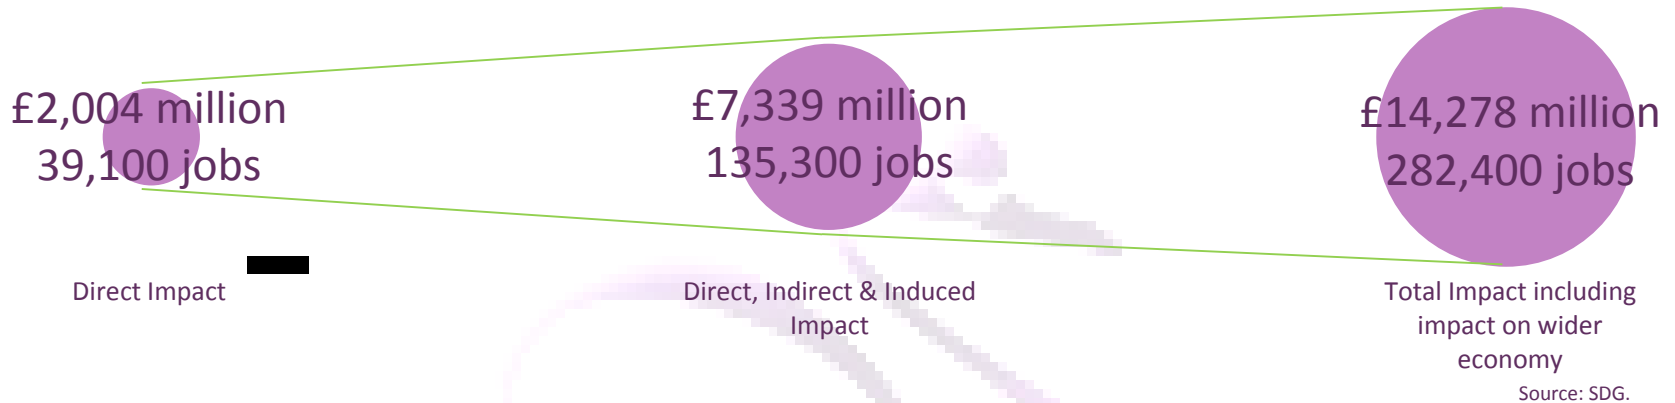 £2,004 million
39,100 jobs
Direct Impact
£7,339 million
135,300 jobs
Direct, Indirect & Induced
Impact
£14,278 million
282,400 jobs
Total Impact including
impact on wider
economy
Source: SDG.